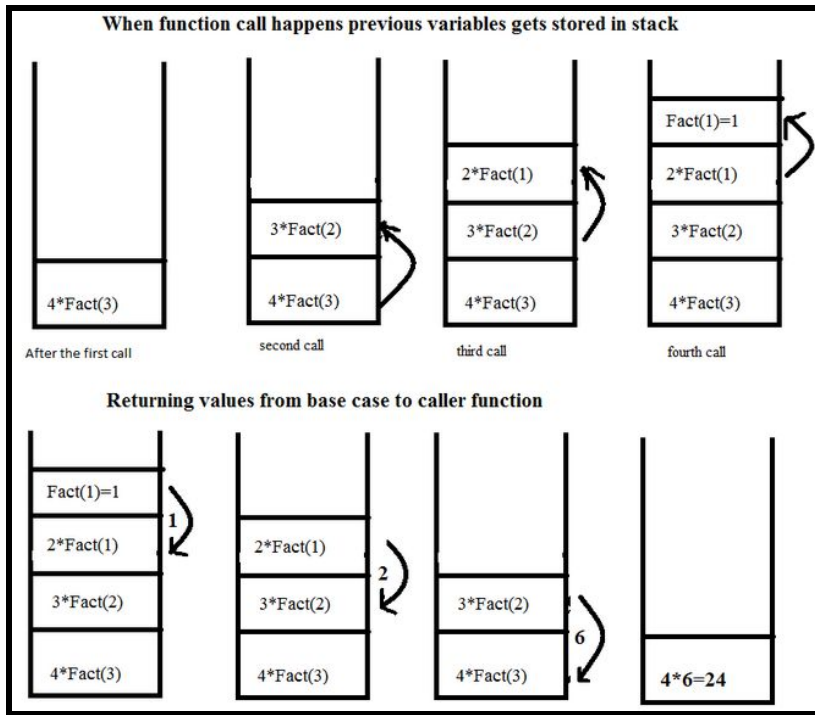 When function call happens previous variables gets stored in stack
4*Fact(3)
After the first call
3*Fact(2)
4*Fact(3)
second call
2*Fact(1)
3*Fact(2)
4*Fact(3)
third call
Fact(1)=1
2*Fact(1)
3*Fact(2)
4*Fact(3)
fourth call
Returning values from base case to caller function
Fact(1)=1
1
2*Fact(1)
3*Fact(2)
4*Fact(3)
2*Fact(1)
2
3*Fact(2)
4*Fact(3)
3*Fact(2)
6
4*Fact(3)
4*6=24